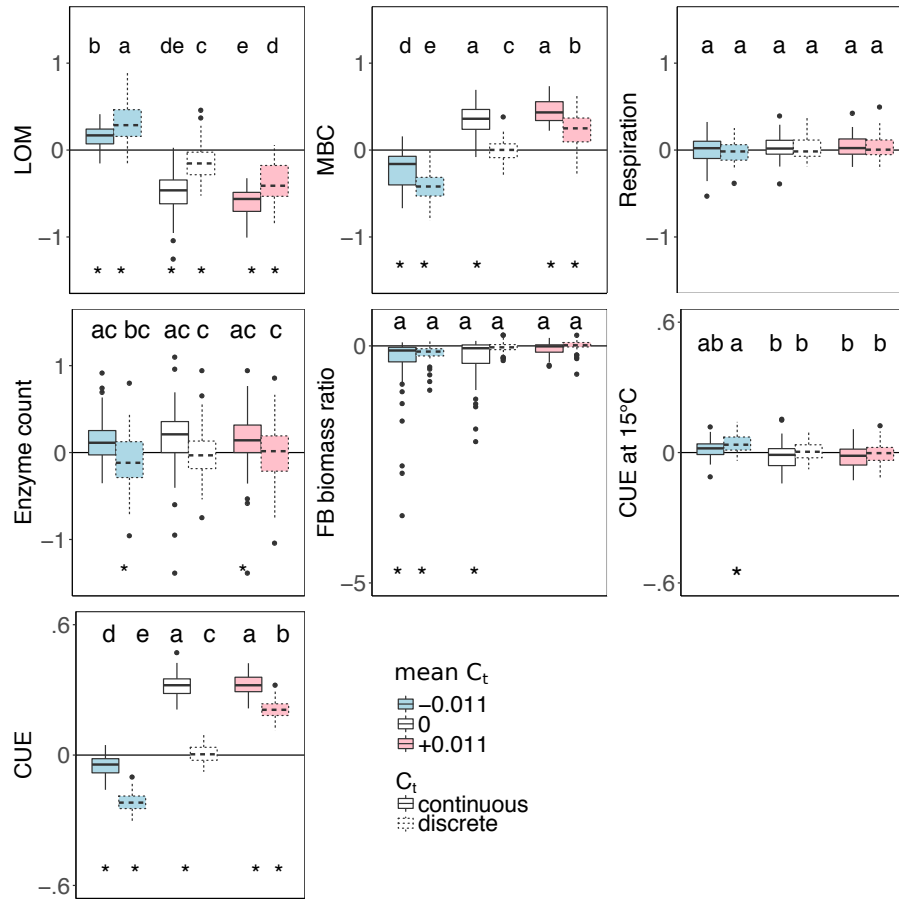 b a de c e d
1
0
−1
LOM
* * * * * *
d e a c a b
1
0
−1
MBC
* * * * *
a a a a a a
1
0
−1
Respiration
ac bc ac c ac c
1
0
−1
Enzyme count
* *
a a a a a a
0
−5
FB biomass ratio
* * *
.6
ab a b b b b
0
−.6
CUE at 15°C
*
.6
d e a c a b
0
−.6
CUE
* * * * *
mean Ct
−0.011
0
+0.011
Ct
continuous
discrete